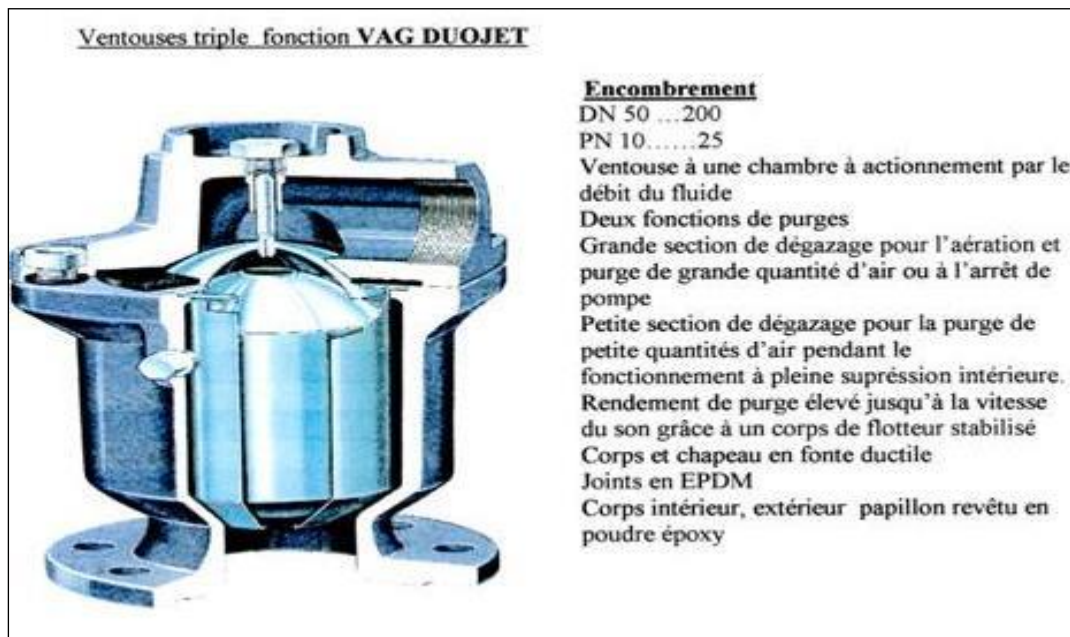 Ventouses triple fonction VAG DUOJET
Encombrement
DN 50 ...200
PN 10......25
Ventouse à une chambre à actionnement par le
débit du fluide
Deux fonctions de purges
Grande section de dégazage pour l'aération et
purge de grande quantité d'air ou à l'arrêt de
pompe
Petite section de dégazage pour la purge de
petite quantités d'air pendant le
fonctionnement à pleine supréssion intérieure.
Rendement de purge élevé jusqu'à la vitesse
du son grâce à un corps de flotteur stabilisé
Corps et chapeau en fonte ductile
Joints en EPDM
Corps intérieur, extérieur papillon revêtu en
poudre époxy